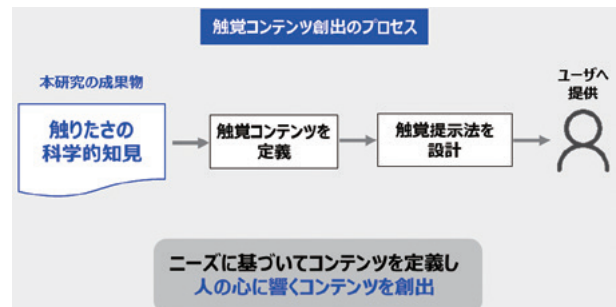 触覚コンテンツ創出のプロセス
本研究の成果物
触りたさの
科学的知見
触覚コンテンツを
定義
触覚提示法を
設計
ユーザへ
提供
ニーズに基づいてコンテンツを定義し
人の心に響くコンテンツを創出